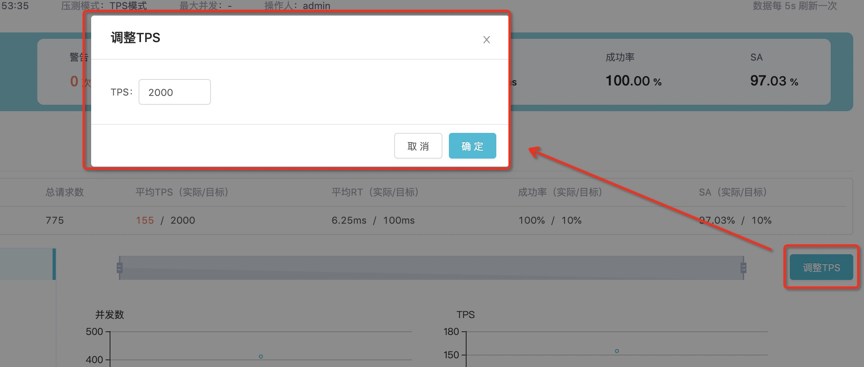 53:35 压测模式：TPS模式 最大并发：- 操作人：admin 数据每 5s 刷新一次
调整TPS
警告 成功率 SA
0 次 s 100.00 % 97.03 %
TPS： 2000
取 消 确 定
总请求数 平均TPS（实际/目标） 平均RT（实际/目标） 成功率（实际/目标） SA（实际/目标）
775 155 / 2000 6.25ms / 100ms 100% / 10% 97.03% / 10%
调整TPS
并发数 TPS
500 180
400 150